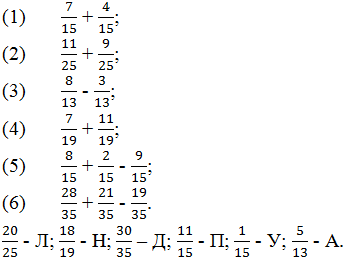 (1) 7/15 + 4/15;
(2) 11/25 + 9/25;
(3) 8/13 - 3/13;
(4) 7/19 + 11/19;
(5) 8/15 + 2/15 - 9/15;
(6) 28/35 + 21/35 - 19/35.
20/25 - Л; 18/19 - Н; 30/35 – Д; 11/15 - П; 1/15 - У; 5/13 - А.